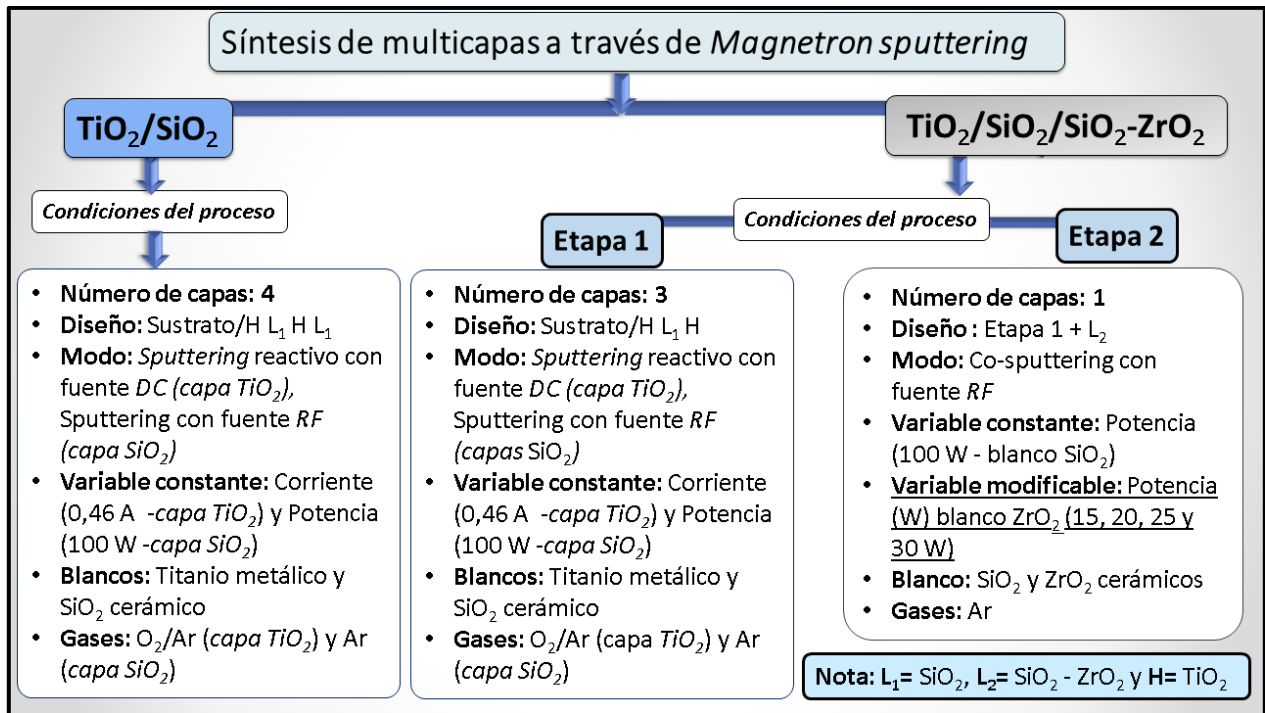 Síntesis de multicapas a través de Magnetron sputtering
TiO₂/SiO₂
Condiciones del proceso
• Número de capas: 4
• Diseño: Sustrato/H L₁ H L₁
• Modo: Sputtering reactivo con
fuente DC (capa TiO₂),
Sputtering con fuente RF
(capa SiO₂)
• Variable constante: Corriente
(0,46 A -capa TiO₂) y Potencia
(100 W -capa SiO₂)
• Blancos: Titanio metálico y
SiO₂ cerámico
• Gases: O₂/Ar (capa TiO₂) y Ar
(capa SiO₂)
TiO₂/SiO₂/SiO₂-ZrO₂
Condiciones del proceso
Etapa 1
• Número de capas: 3
• Diseño: Sustrato/H L₁ H
• Modo: Sputtering reactivo con
fuente DC (capa TiO₂),
Sputtering con fuente RF
(capas SiO₂)
• Variable constante: Corriente
(0,46 A -capa TiO₂) y Potencia
(100 W -capa SiO₂)
• Blancos: Titanio metálico y
SiO₂ cerámico
• Gases: O₂/Ar (capa TiO₂) y Ar
(capa SiO₂)
Etapa 2
• Número de capas: 1
• Diseño : Etapa 1 + L₂
• Modo: Co-sputtering con
fuente RF
• Variable constante: Potencia
(100 W - blanco SiO₂)
• Variable modificable: Potencia
(W) blanco ZrO₂ (15, 20, 25 y
30 W)
• Blanco: SiO₂ y ZrO₂ cerámicos
• Gases: Ar
Nota: L₁= SiO₂, L₂= SiO₂ - ZrO₂ y H= TiO₂